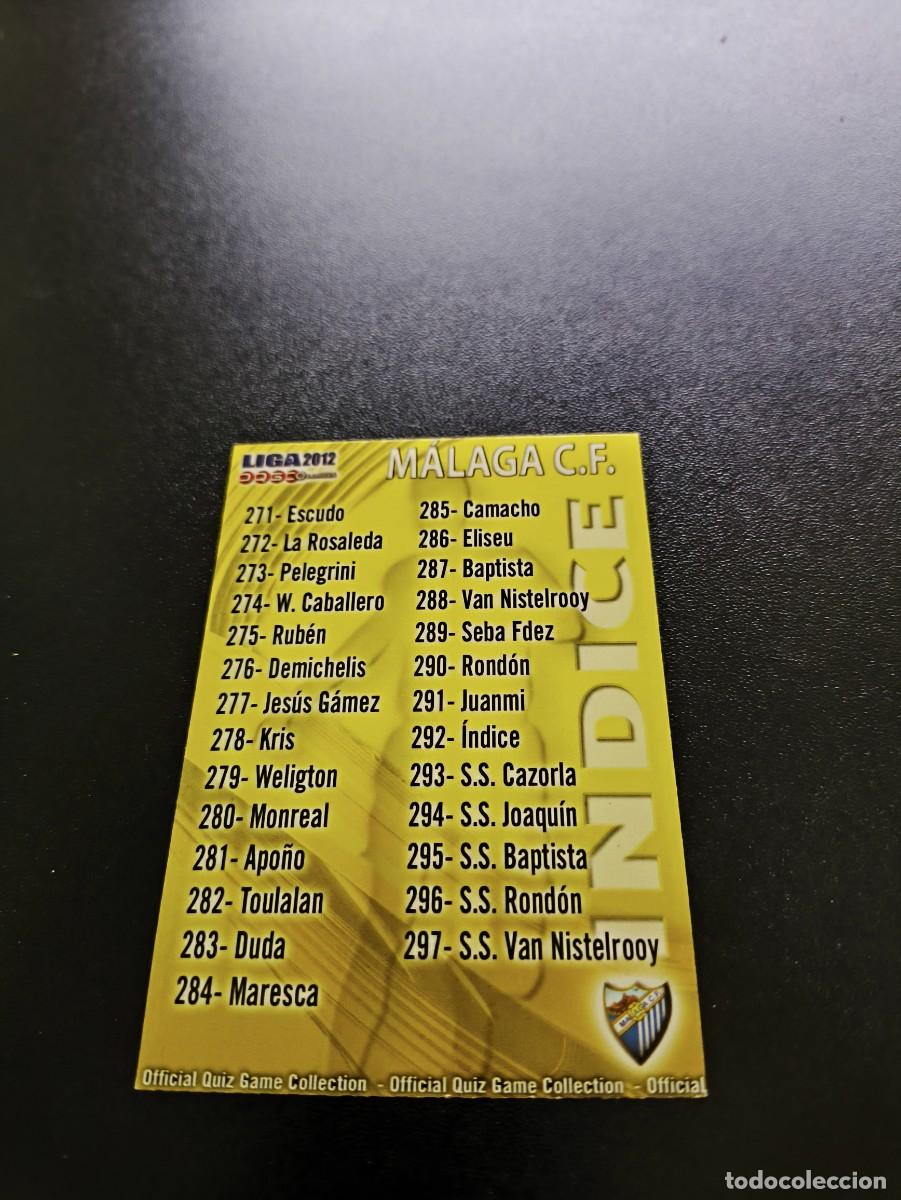 LIGA 2012
MÁLAGA C.F.
271- Escudo
272- La Rosaleda
273- Pelegrini
274- W. Caballero
275- Rubén
276- Demichelis
277- Jesús Gámez
278- Kris
279- Weligton
280- Monreal
281- Apoño
282- Toulalan
283- Duda
284- Maresca
285- Camacho
286- Eliseu
287- Baptista
288- Van Nistelrooy
289- Seba Fdez
290- Rondón
291- Juanmi
292- Índice
293- S.S. Cazorla
294- S.S. Joaquín
295- S.S. Baptista
296- S.S. Rondón
297- S.S. Van Nistelrooy
INDICE
MALAGA C.F.
Official Quiz Game Collection - Official Quiz Game Collection - Official
todocoleccion